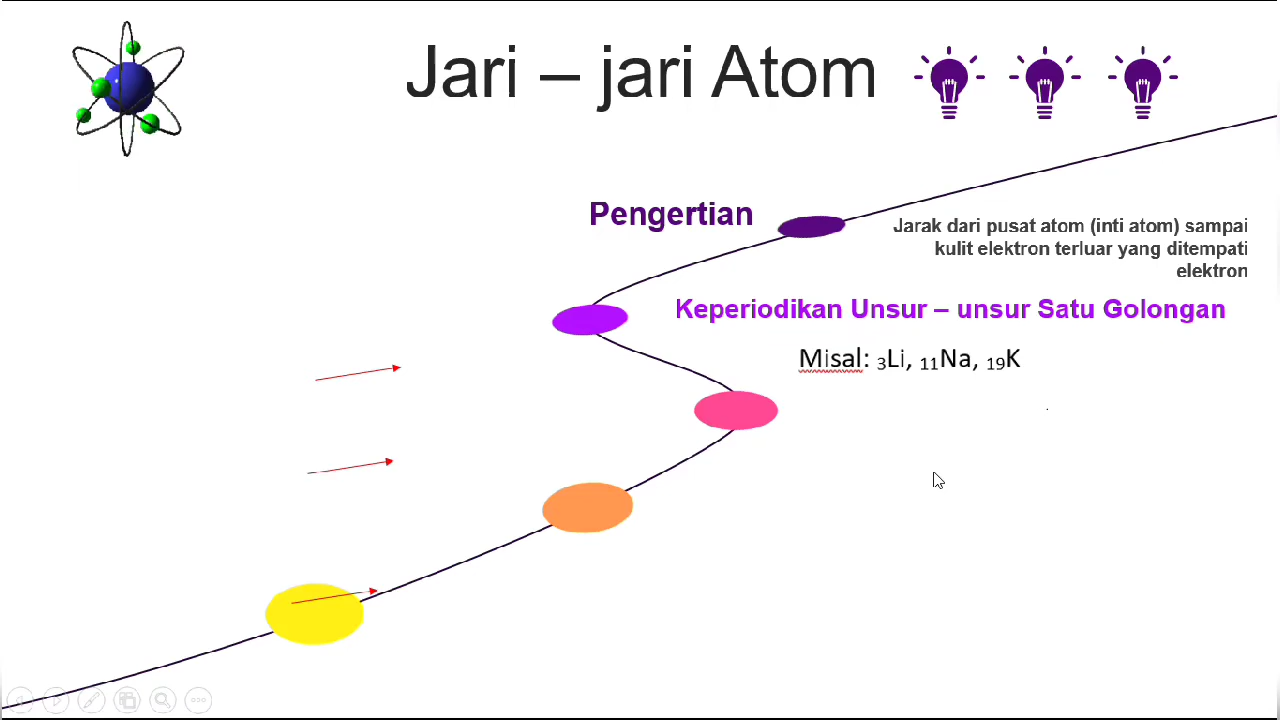 Jari – jari Atom
Pengertian
Jarak dari pusat atom (inti atom) sampai
kulit elektron terluar yang ditempati
elektron
Keperiodikan Unsur – unsur Satu Golongan
Misal: ₃Li, ₁₁Na, ₁₉K